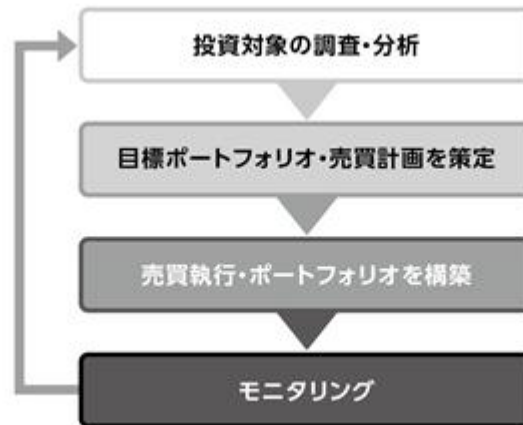 投資対象の調査・分析
目標ポートフォリオ・売買計画を策定
売買執行・ポートフォリオを構築
モニタリング